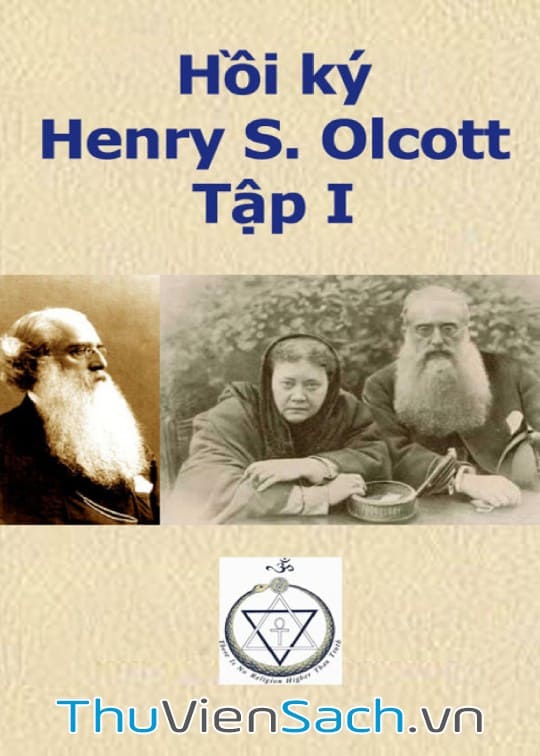 Hồi ký
Henry S. Olcott
Tập I
ॐ
There Is No Religion Higher Than Truth
ThuVienSach.vn